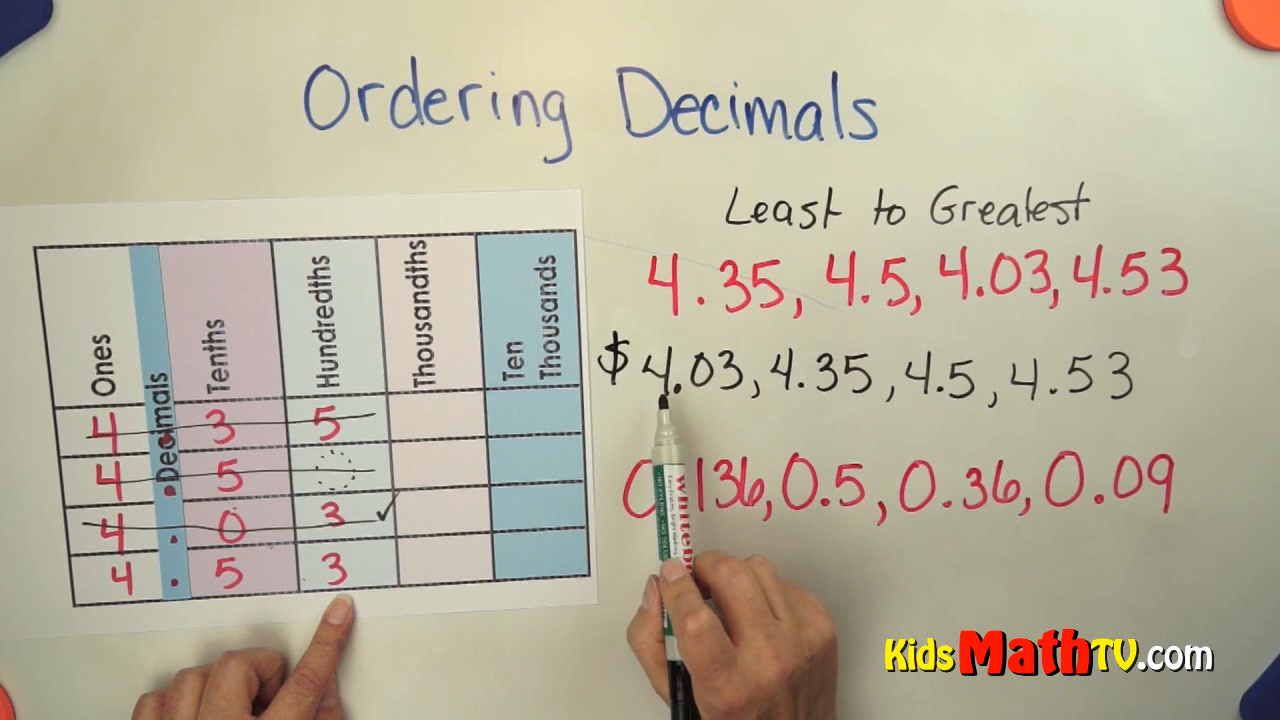 Ordering Decimals
Least to Greatest
4.35, 4.5, 4.03, 4.53
$4.03, 4.35, 4.5, 4.53
0.136, 0.5, 0.36, 0.09
Ones Decimals Tenths Hundredths Thousandths Ten Thousands
4 . 3 5
4 . 5
4 . 0 3 ✓
4 . 5 3
KidsMathTV.com